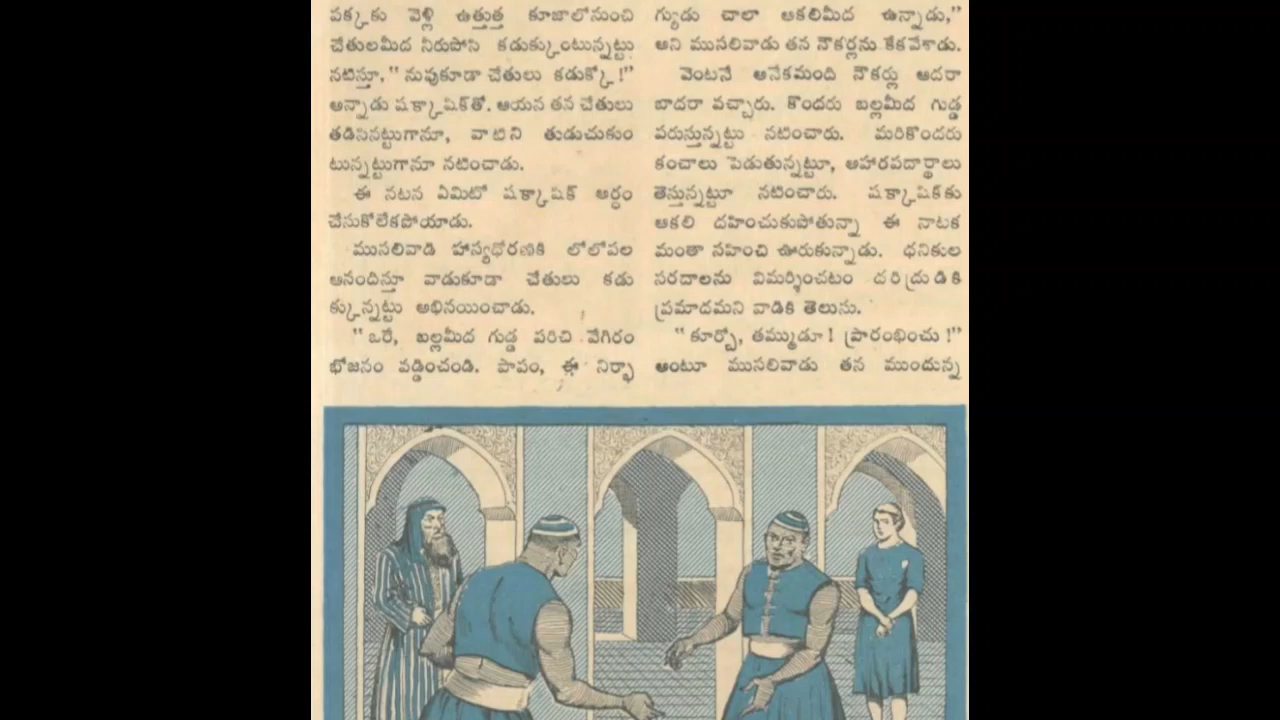 పక్కకు వెళ్లి ఉత్తుత్త కూజాలోనుంచి
చేతులమీద నీరుపోసి కడుక్కుంటున్నట్టు
నటిస్తూ, “నువుకూడా చేతులు కడుక్కో!”
అన్నాడు షక్కాషిక్‌తో. ఆయన తన చేతులు
తడిసినట్టుగానూ, వాటిని తుడుచుకుం
టున్నట్టుగానూ నటించాడు.
ఈ నటన ఏమిటో షక్కాషిక్ అర్థం
చేసుకోలేకపోయాడు.
ముసలివాడి హాస్యధోరణికి లోలోపల
ఆనందిస్తూ వాడుకూడా చేతులు కడు
క్కున్నట్టు అభినయించాడు.
“ఒరే, బల్లమీద గుడ్డ పరిచి వేగిరం
భోజనం వడ్డించండి. పాపం, ఈ నిర్భా
గ్యుడు చాలా ఆకలిమీద ఉన్నాడు,”
అని ముసలివాడు తన నౌకర్లను కేకవేశాడు.
వెంటనే అనేకమంది నౌకర్లు ఆదరా
బాదరా వచ్చారు. కొందరు బల్లమీద గుడ్డ
పరుస్తున్నట్టు నటించారు. మరికొందరు
కంచాలు పెడుతున్నట్టూ, ఆహారపదార్థాలు
తెస్తున్నట్టూ నటించారు. షక్కాషిక్‌కు
ఆకలి దహించుకుపోతున్నా ఈ నాటక
మంతా సహించి ఊరుకున్నాడు. ధనికుల
సరదాలను విమర్శించటం దరిద్రుడికి
ప్రమాదమని వాడికి తెలుసు.
“కూర్చో, తమ్ముడూ! ప్రారంభించు!”
అంటూ ముసలివాడు తన ముందున్న